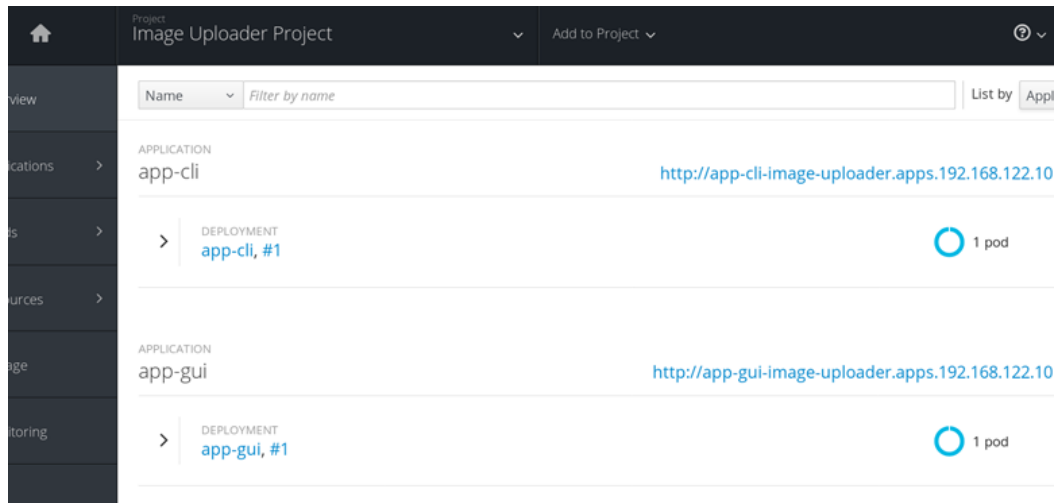 Project
Image Uploader Project
Add to Project
Name
Filter by name
List by Appl
rview
ications
ds
ources
age
itoring
APPLICATION
app-cli
http://app-cli-image-uploader.apps.192.168.122.10
DEPLOYMENT
app-cli, #1
1 pod
APPLICATION
app-gui
http://app-gui-image-uploader.apps.192.168.122.10
DEPLOYMENT
app-gui, #1
1 pod